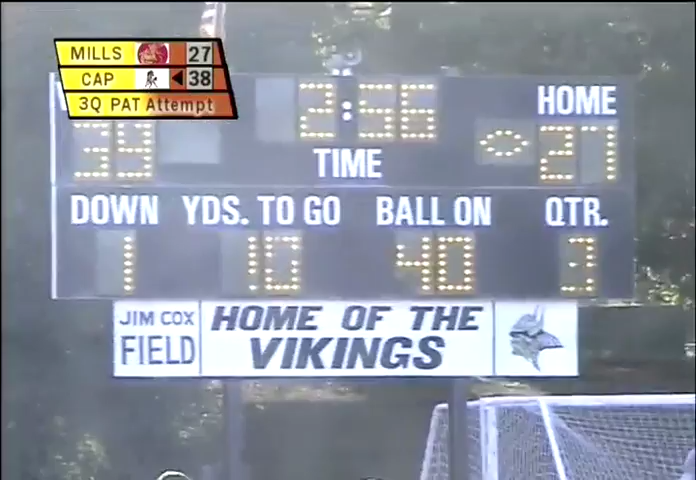 MILLS 27
CAP 38
3Q PAT Attempt
2:56
HOME
39
TIME
27
DOWN YDS. TO GO BALL ON QTR.
1 10 40 3
JIM COX
FIELD
HOME OF THE
VIKINGS